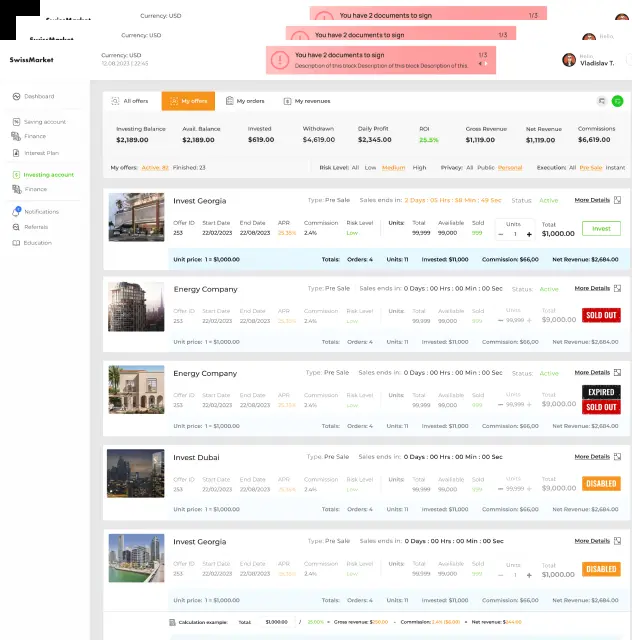 SwissMarket
Currency: USD
You have 2 documents to sign
1/3
SwissMarket
Currency: USD
You have 2 documents to sign
1/3
Hello,
SwissMarket
Currency: USD
12.08.2023 | 22:45
You have 2 documents to sign
1/3
Description of this block Description of this block Description of this
Hello,
Vladislav T.
Dashboard
Saving account
Finance
Interest Plan
Investing account
Finance
Notifications
Referrals
Education
All offers
My offers
My orders
My revenues
Investing Balance
Avail. Balance
Invested
Withdrawn
Daily Profit
ROI
Gross Revenue
Net Revenue
Commissions
$2,189.00
$2,189.00
$619.00
$4,619.00
$2,345.00
25.5%
$1,119.00
$1,119.00
$6,619.00
My offers: Active: 82 Finished: 23
Risk Level: All Low Medium High
Privacy: All Public Personal
Execution: All Pre Sale Instant
Invest Georgia
Type: Pre Sale
Sales ends in: 2 Days : 05 Hrs : 58 Min : 49 Sec
Status: Active
More Details
Offer ID Start Date End Date APR Commission Risk Level Units: Total Available Sold Units Total:
253 22/02/2023 22/08/2023 25.35% 2.4% Low 99,999 99,000 999 − 1 + $1,000.00
Invest
Unit price: 1 = $1,000.00
Totals: Orders: 4 Units: 11 Invested: $11,000 Commission: $66,00 Net Revenue: $2,684.00
Energy Company
Type: Pre Sale
Sales ends in: 0 Days : 00 Hrs : 00 Min : 00 Sec
Status: Active
More Details
Offer ID Start Date End Date APR Commission Risk Level Units: Total Available Sold Units Total:
253 22/02/2023 22/08/2023 25.35% 2.4% Low 99,999 99,000 999 − 99,999 + $9,000.00
SOLD OUT
Unit price: 1 = $1,000.00
Totals: Orders: 4 Units: 11 Invested: $11,000 Commission: $66,00 Net Revenue: $2,684.00
Energy Company
Type: Pre Sale
Sales ends in: 0 Days : 00 Hrs : 00 Min : 00 Sec
Status: Active
More Details
EXPIRED
Offer ID Start Date End Date APR Commission Risk Level Units: Total Available Sold Units Total:
253 22/02/2023 22/08/2023 25.35% 2.4% Low 99,999 99,000 999 − 99,999 + $9,000.00
SOLD OUT
Unit price: 1 = $1,000.00
Totals: Orders: 4 Units: 11 Invested: $11,000 Commission: $66,00 Net Revenue: $2,684.00
Invest Dubai
Type: Pre Sale
Sales ends in: 0 Days : 00 Hrs : 00 Min : 00 Sec
More Details
Offer ID Start Date End Date APR Commission Risk Level Units: Total Available Sold Units Total:
253 22/02/2023 22/08/2023 25.35% 2.4% Low 99,999 99,000 999 − 99,999 + $9,000.00
DISABLED
Unit price: 1 = $1,000.00
Totals: Orders: 4 Units: 11 Invested: $11,000 Commission: $66,00 Net Revenue: $2,684.00
Invest Georgia
Type: Pre Sale
Sales ends in: 0 Days : 00 Hrs : 00 Min : 00 Sec
More Details
Offer ID Start Date End Date APR Commission Risk Level Units: Total Available Sold Units Total:
253 22/02/2023 22/08/2023 25.35% 2.4% Low 99,999 99,000 999 − 1 + $1,000.00
DISABLED
Unit price: 1 = $1,000.00
Totals: Orders: 4 Units: 11 Invested: $11,000 Commission: $66,00 Net Revenue: $2,684.00
Calculation example: Total: $1,000.00 / = Gross revenue: − Commission: 2.4% = Net revenue: